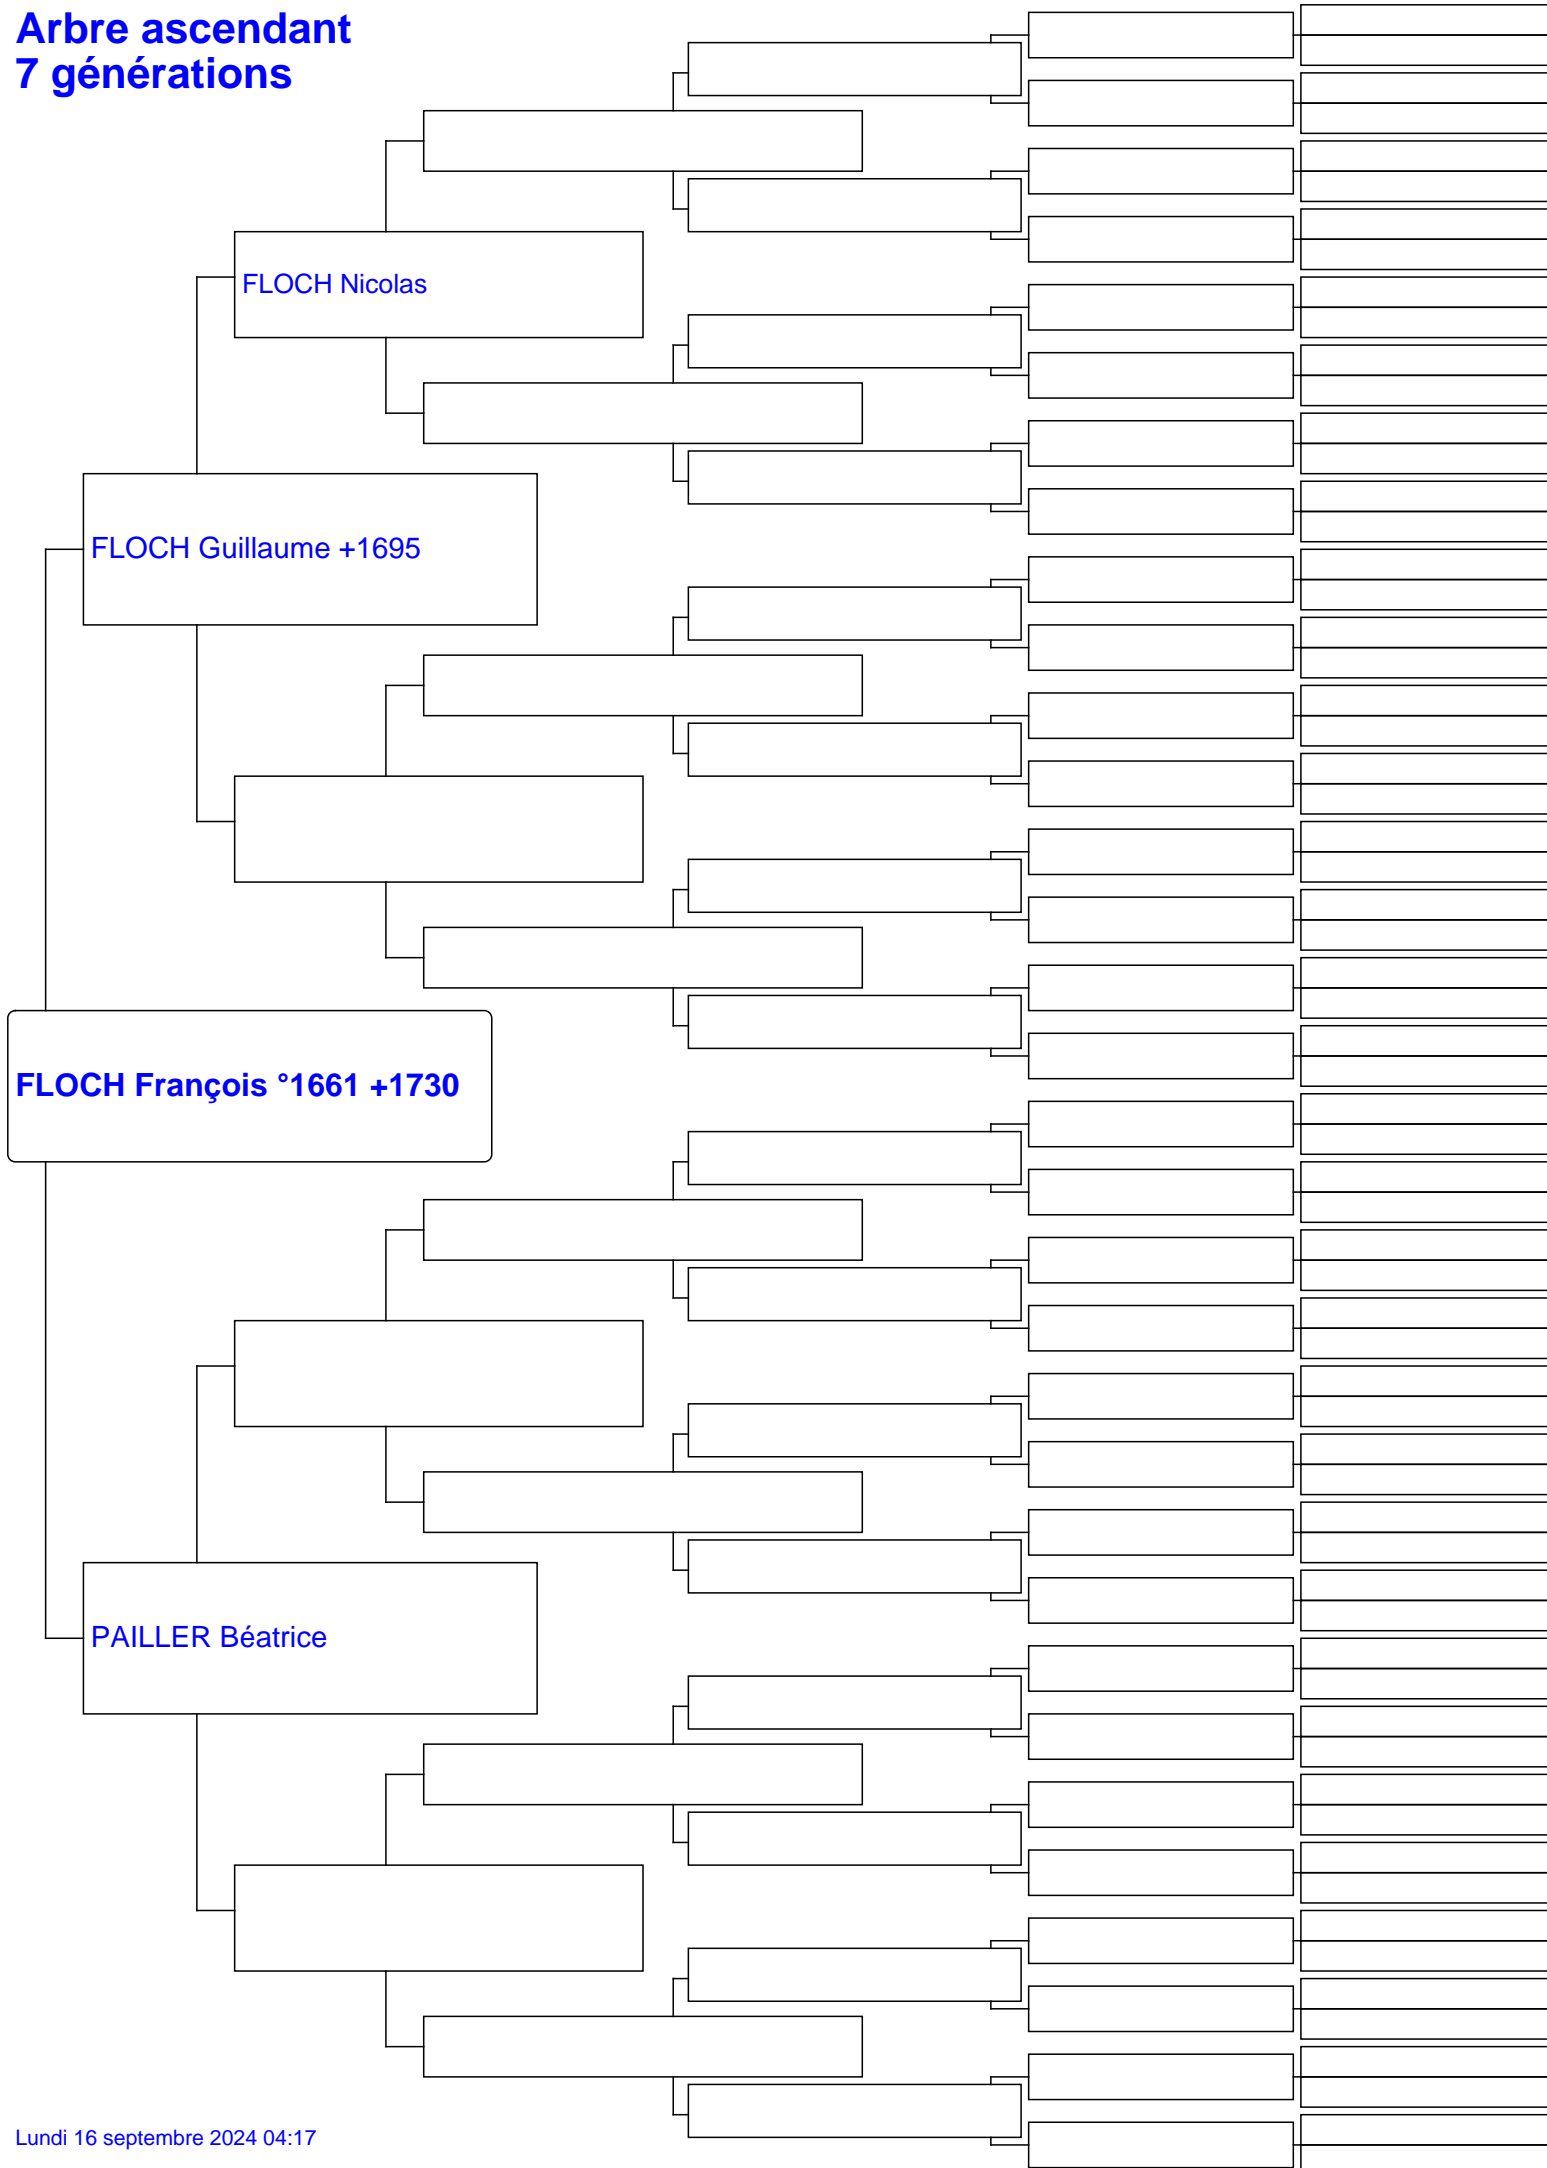 Arbre ascendant
7 générations
FLOCH Nicolas
FLOCH Guillaume +1695
FLOCH François °1661 +1730
PAILLER Béatrice
Lundi 16 septembre 2024 04:17